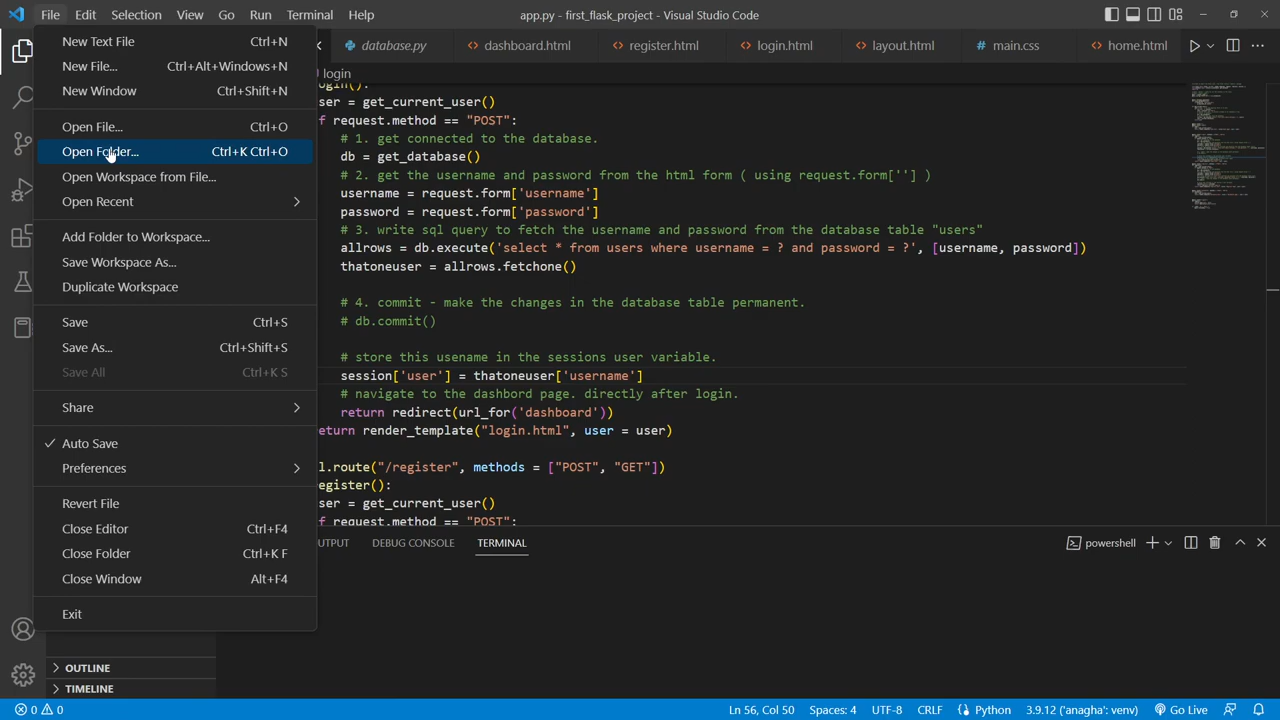 File Edit Selection View Go Run Terminal Help
app.py - first_flask_project - Visual Studio Code
database.py dashboard.html register.html login.html layout.html # main.css home.html
New Text File Ctrl+N
New File... Ctrl+Alt+Windows+N
New Window Ctrl+Shift+N
Open File... Ctrl+O
Open Folder... Ctrl+K Ctrl+O
Open Workspace from File...
Open Recent
Add Folder to Workspace...
Save Workspace As...
Duplicate Workspace
Save Ctrl+S
Save As... Ctrl+Shift+S
Save All Ctrl+K S
Share
Auto Save
Preferences
Revert File
Close Editor Ctrl+F4
Close Folder Ctrl+K F
Close Window Alt+F4
Exit
OUTLINE
TIMELINE
login
login():
ser = get_current_user()
f request.method == "POST":
# 1. get connected to the database.
db = get_database()
# 2. get the username and password from the html form ( using request.form[''] )
username = request.form['username']
password = request.form['password']
# 3. write sql query to fetch the username and password from the database table "users"
allrows = db.execute('select * from users where username = ? and password = ?', [username, password])
thatoneuser = allrows.fetchone()
# 4. commit - make the changes in the database table permanent.
# db.commit()
# store this usename in the sessions user variable.
session['user'] = thatoneuser['username']
# navigate to the dashbord page. directly after login.
return redirect(url_for('dashboard'))
eturn render_template("login.html", user = user)
.route("/register", methods = ["POST", "GET"])
egister():
ser = get_current_user()
f request.method == "POST":
UTPUT DEBUG CONSOLE TERMINAL
powershell
0 0
Ln 56, Col 50 Spaces: 4 UTF-8 CRLF Python 3.9.12 ('anagha': venv) Go Live